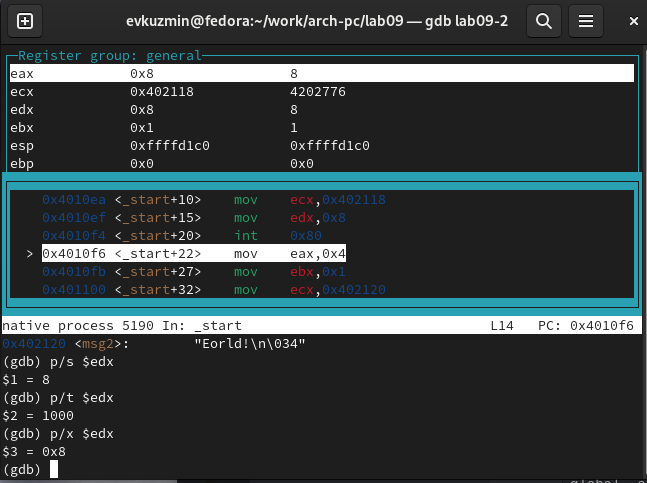 evkuzmin@fedora:~/work/arch-pc/lab09 — gdb lab09-2
Register group: general
eax 0x8 8
ecx 0x402118 4202776
edx 0x8 8
ebx 0x1 1
esp 0xffffd1c0 0xffffd1c0
ebp 0x0 0x0
0x4010ea <_start+10> mov ecx,0x402118
0x4010ef <_start+15> mov edx,0x8
0x4010f4 <_start+20> int 0x80
> 0x4010f6 <_start+22> mov eax,0x4
0x4010fb <_start+27> mov ebx,0x1
0x401100 <_start+32> mov ecx,0x402120
native process 5190 In: _start L14 PC: 0x4010f6
0x402120 <msg2>: "Eorld!\n\034"
(gdb) p/s $edx
$1 = 8
(gdb) p/t $edx
$2 = 1000
(gdb) p/x $edx
$3 = 0x8
(gdb)